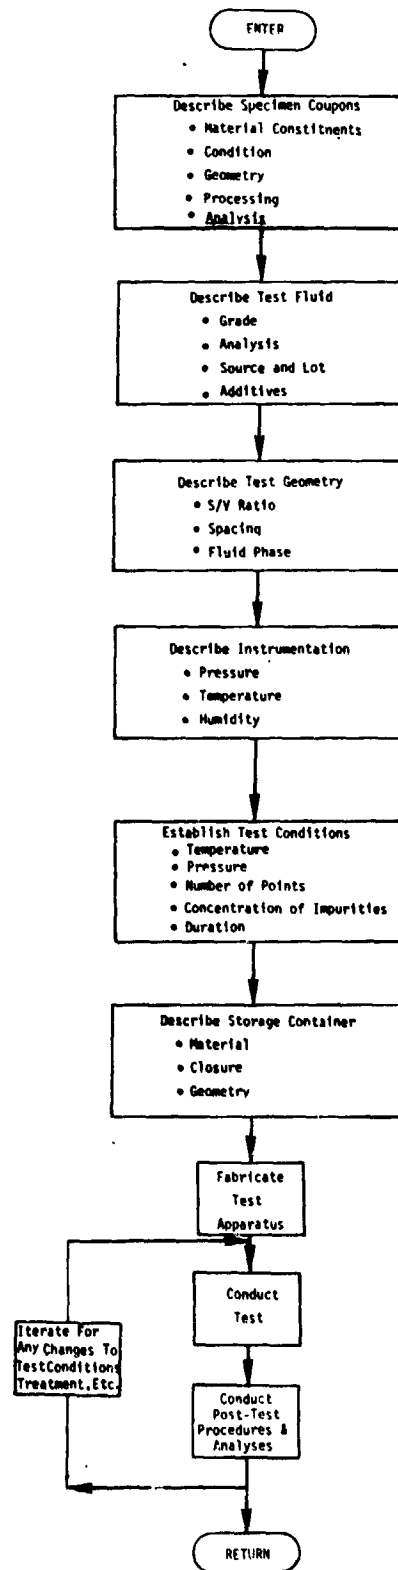 ENTER
Describe Specimen Coupons
• Material Constitnents
• Condition
• Geometry
• Processing
• Analysis
Describe Test Fluid
• Grade
• Analysis
• Source and Lot
• Additives
Describe Test Geometry
• S/V Ratio
• Spacing
• Fluid Phase
Describe Instrumentation
• Pressure
• Temperature
• Humidity
Establish Test Conditions
• Temperature
• Pressure
• Number of Points
• Concentration of Impurities
• Duration
Describe Storage Container
• Material
• Closure
• Geometry
Fabricate
Test
Apparatus
Conduct
Test
Iterate For
Any Changes To
TestConditions
Treatment,Etc.
Conduct
Post-Test
Procedures &
Analyses
RETURN